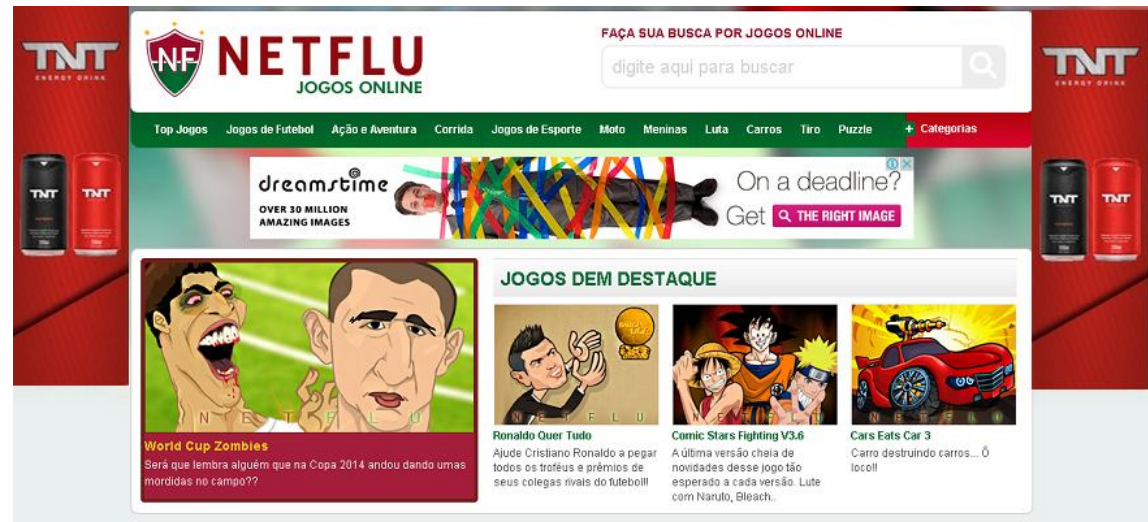 TNT
ENERGY DRINK
NF
NETFLU
JOGOS ONLINE
FAÇA SUA BUSCA POR JOGOS ONLINE
digite aqui para buscar
TNT
ENERGY DRINK
Top Jogos Jogos de Futebol Ação e Aventura Corrida Jogos de Esporte Moto Meninas Luta Carros Tiro Puzzle + Categorias
dreamstime
OVER 30 MILLION
AMAZING IMAGES
On a deadline?
Get THE RIGHT IMAGE
TNT TNT
TNT TNT
JOGOS DEM DESTAQUE
NETFLU
World Cup Zombies
Será que lembra alguém que na Copa 2014 andou dando umas
mordidas no campo??
NETFLU
Ronaldo Quer Tudo
Ajude Cristiano Ronaldo a pegar
todos os troféus e prêmios de
seus colegas rivais do futebol!!
NETFLU
Comic Stars Fighting V3.6
A última versão cheia de
novidades desse jogo tão
esperado a cada versão. Lute
com Naruto, Bleach..
NETFLU
Cars Eats Car 3
Carro destruindo carros... Ô
loco!!